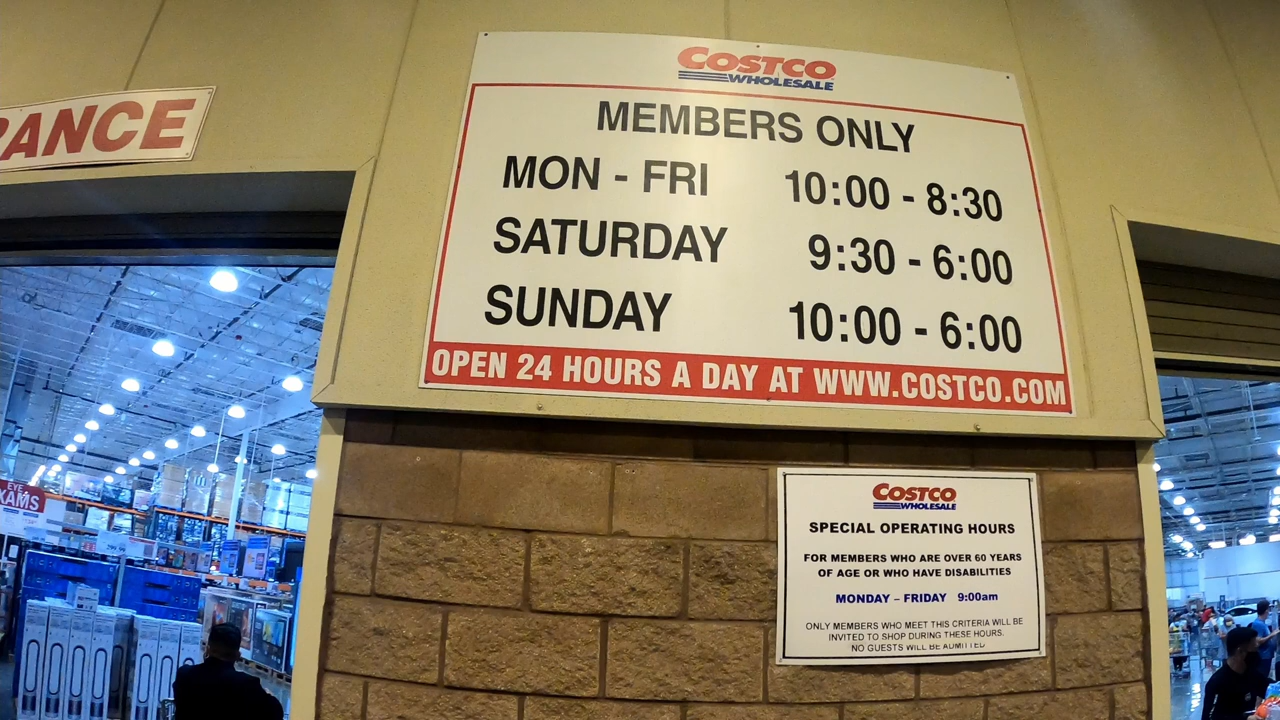 RANCE
COSTCO
WHOLESALE
MEMBERS ONLY
MON - FRI 10:00 - 8:30
SATURDAY 9:30 - 6:00
SUNDAY 10:00 - 6:00
OPEN 24 HOURS A DAY AT WWW.COSTCO.COM
COSTCO
WHOLESALE
SPECIAL OPERATING HOURS
FOR MEMBERS WHO ARE OVER 60 YEARS
OF AGE OR WHO HAVE DISABILITIES
MONDAY – FRIDAY 9:00am
ONLY MEMBERS WHO MEET THIS CRITERIA WILL BE
INVITED TO SHOP DURING THESE HOURS.
NO GUESTS WILL BE ADMITTED
EYE
XAMS